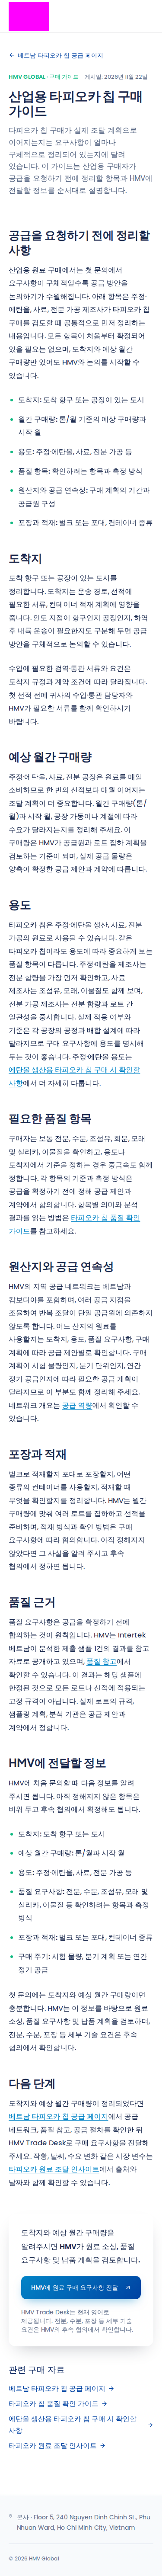 ← 베트남 타피오카 칩 공급 페이지
HMV GLOBAL · 구매 가이드 게시일: 2026년 11월 22일
산업용 타피오카 칩 구매
가이드
타피오카 칩 구매가 실제 조달 계획으로
이어지는지는 요구사항이 얼마나
구체적으로 정리되어 있는지에 달려
있습니다. 이 가이드는 산업용 구매자가
공급을 요청하기 전에 정리할 항목과 HMV에
전달할 정보를 순서대로 설명합니다.
공급을 요청하기 전에 정리할
사항
산업용 원료 구매에서는 첫 문의에서
요구사항이 구체적일수록 공급 방안을
논의하기가 수월해집니다. 아래 항목은 주정·
에탄올, 사료, 전분 가공 제조사가 타피오카 칩
구매를 검토할 때 공통적으로 먼저 정리하는
내용입니다. 모든 항목이 처음부터 확정되어
있을 필요는 없으며, 도착지와 예상 월간
구매량만 있어도 HMV와 논의를 시작할 수
있습니다.
도착지: 도착 항구 또는 공장이 있는 도시
월간 구매량: 톤/월 기준의 예상 구매량과
시작 월
용도: 주정·에탄올, 사료, 전분 가공 등
품질 항목: 확인하려는 항목과 측정 방식
원산지와 공급 연속성: 구매 계획의 기간과
공급원 구성
포장과 적재: 벌크 또는 포대, 컨테이너 종류
도착지
도착 항구 또는 공장이 있는 도시를
정리합니다. 도착지는 운송 경로, 선적에
필요한 서류, 컨테이너 적재 계획에 영향을
줍니다. 인도 지점이 항구인지 공장인지, 하역
후 내륙 운송이 필요한지도 구분해 두면 공급
방식을 구체적으로 논의할 수 있습니다.
수입에 필요한 검역·통관 서류와 요건은
도착지 규정과 계약 조건에 따라 달라집니다.
첫 선적 전에 귀사의 수입·통관 담당자와
HMV가 필요한 서류를 함께 확인하시기
바랍니다.
예상 월간 구매량
주정·에탄올, 사료, 전분 공장은 원료를 매일
소비하므로 한 번의 선적보다 매월 이어지는
조달 계획이 더 중요합니다. 월간 구매량(톤/
월)과 시작 월, 공장 가동이나 계절에 따라
수요가 달라지는지를 정리해 주세요. 이
구매량은 HMV가 공급원과 로트 집하 계획을
검토하는 기준이 되며, 실제 공급 물량은
양측이 확정한 공급 제안과 계약에 따릅니다.
용도
타피오카 칩은 주정·에탄올 생산, 사료, 전분
가공의 원료로 사용될 수 있습니다. 같은
타피오카 칩이라도 용도에 따라 중요하게 보는
품질 항목이 다릅니다. 주정·에탄올 제조사는
전분 함량을 가장 먼저 확인하고, 사료
제조사는 조섬유, 모래, 이물질도 함께 보며,
전분 가공 제조사는 전분 함량과 로트 간
일관성을 중시합니다. 실제 적용 여부와
기준은 각 공장의 공정과 배합 설계에 따라
달라지므로 구매 요구사항에 용도를 명시해
두는 것이 좋습니다. 주정·에탄올 용도는
에탄올 생산용 타피오카 칩 구매 시 확인할
사항에서 더 자세히 다룹니다.
필요한 품질 항목
구매자는 보통 전분, 수분, 조섬유, 회분, 모래
및 실리카, 이물질을 확인하고, 용도나
도착지에서의 기준을 정하는 경우 중금속도 함께
정합니다. 각 항목의 기준과 측정 방식은
공급을 확정하기 전에 정해 공급 제안과
계약에서 합의합니다. 항목별 의미와 분석
결과를 읽는 방법은 타피오카 칩 품질 확인
가이드를 참고하세요.
원산지와 공급 연속성
HMV의 지역 공급 네트워크는 베트남과
캄보디아를 포함하며, 여러 공급 지점을
조율하여 반복 조달이 단일 공급원에 의존하지
않도록 합니다. 어느 산지의 원료를
사용할지는 도착지, 용도, 품질 요구사항, 구매
계획에 따라 공급 제안별로 확인합니다. 구매
계획이 시험 물량인지, 분기 단위인지, 연간
정기 공급인지에 따라 필요한 공급 계획이
달라지므로 이 부분도 함께 정리해 주세요.
네트워크 개요는 공급 역량에서 확인할 수
있습니다.
포장과 적재
벌크로 적재할지 포대로 포장할지, 어떤
종류의 컨테이너를 사용할지, 적재할 때
무엇을 확인할지를 정리합니다. HMV는 월간
구매량에 맞춰 여러 로트를 집하하고 선적을
준비하며, 적재 방식과 확인 방법은 구매
요구사항에 따라 협의합니다. 아직 정해지지
않았다면 그 사실을 알려 주시고 후속
협의에서 정하면 됩니다.
품질 근거
품질 요구사항은 공급을 확정하기 전에
합의하는 것이 원칙입니다. HMV는 Intertek
베트남이 분석한 제출 샘플 1건의 결과를 참고
자료로 공개하고 있으며, 품질 참고에서
확인할 수 있습니다. 이 결과는 해당 샘플에
한정된 것으로 모든 로트나 선적에 적용되는
고정 규격이 아닙니다. 실제 로트의 규격,
샘플링 계획, 분석 기관은 공급 제안과
계약에서 정합니다.
HMV에 전달할 정보
HMV에 처음 문의할 때 다음 정보를 알려
주시면 됩니다. 아직 정해지지 않은 항목은
비워 두고 후속 협의에서 확정해도 됩니다.
도착지: 도착 항구 또는 도시
예상 월간 구매량: 톤/월과 시작 월
용도: 주정·에탄올, 사료, 전분 가공 등
품질 요구사항: 전분, 수분, 조섬유, 모래 및
실리카, 이물질 등 확인하려는 항목과 측정
방식
포장과 적재: 벌크 또는 포대, 컨테이너 종류
구매 주기: 시험 물량, 분기 계획 또는 연간
정기 공급
첫 문의에는 도착지와 예상 월간 구매량이면
충분합니다. HMV는 이 정보를 바탕으로 원료
소싱, 품질 요구사항 및 납품 계획을 검토하며,
전분, 수분, 포장 등 세부 기술 요건은 후속
협의에서 확인합니다.
다음 단계
도착지와 예상 월간 구매량이 정리되었다면
베트남 타피오카 칩 공급 페이지에서 공급
네트워크, 품질 참고, 공급 절차를 확인한 뒤
HMV Trade Desk로 구매 요구사항을 전달해
주세요. 작황, 날씨, 수요 변화 같은 시장 변수는
타피오카 원료 조달 인사이트에서 출처와
날짜와 함께 확인할 수 있습니다.
도착지와 예상 월간 구매량을
알려주시면 HMV가 원료 소싱, 품질
요구사항 및 납품 계획을 검토합니다.
HMV에 원료 구매 요구사항 전달 ↗
HMV Trade Desk는 현재 영어로
제공됩니다. 전분, 수분, 포장 등 세부 기술
요건은 HMV의 후속 협의에서 확인합니다.
관련 구매 자료
베트남 타피오카 칩 공급 페이지 →
타피오카 칩 품질 확인 가이드 →
에탄올 생산용 타피오카 칩 구매 시 확인할
사항 →
타피오카 원료 조달 인사이트 →
본사 · Floor 5, 240 Nguyen Dinh Chinh St., Phu
Nhuan Ward, Ho Chi Minh City, Vietnam
© 2026 HMV Global